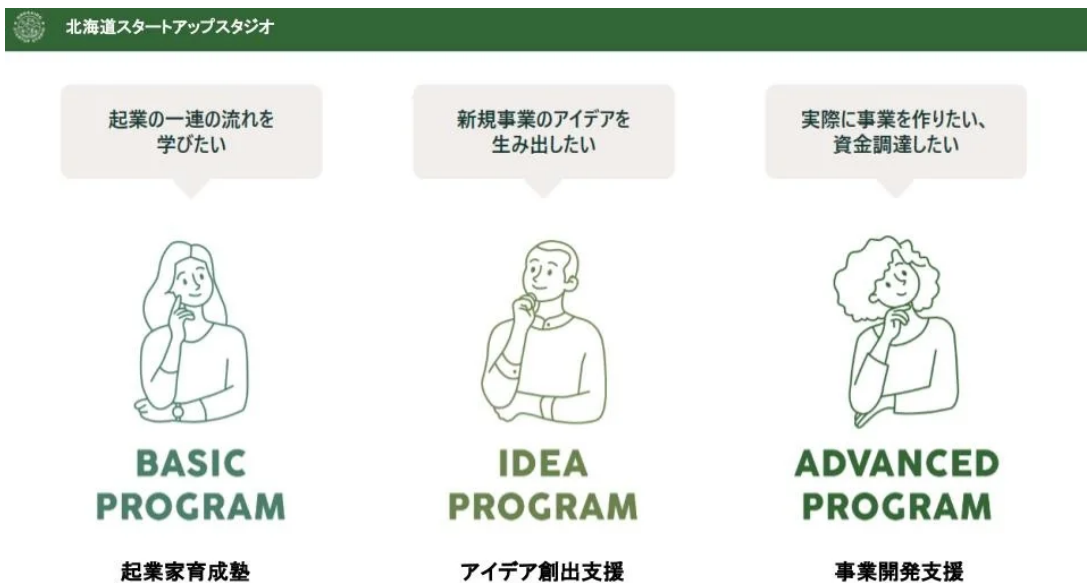 北海道スタートアップスタジオ
起業の一連の流れを
学びたい
新規事業のアイデアを
生み出したい
実際に事業を作りたい、
資金調達したい
BASIC
PROGRAM
IDEA
PROGRAM
ADVANCED
PROGRAM
起業家育成塾
アイデア創出支援
事業開発支援